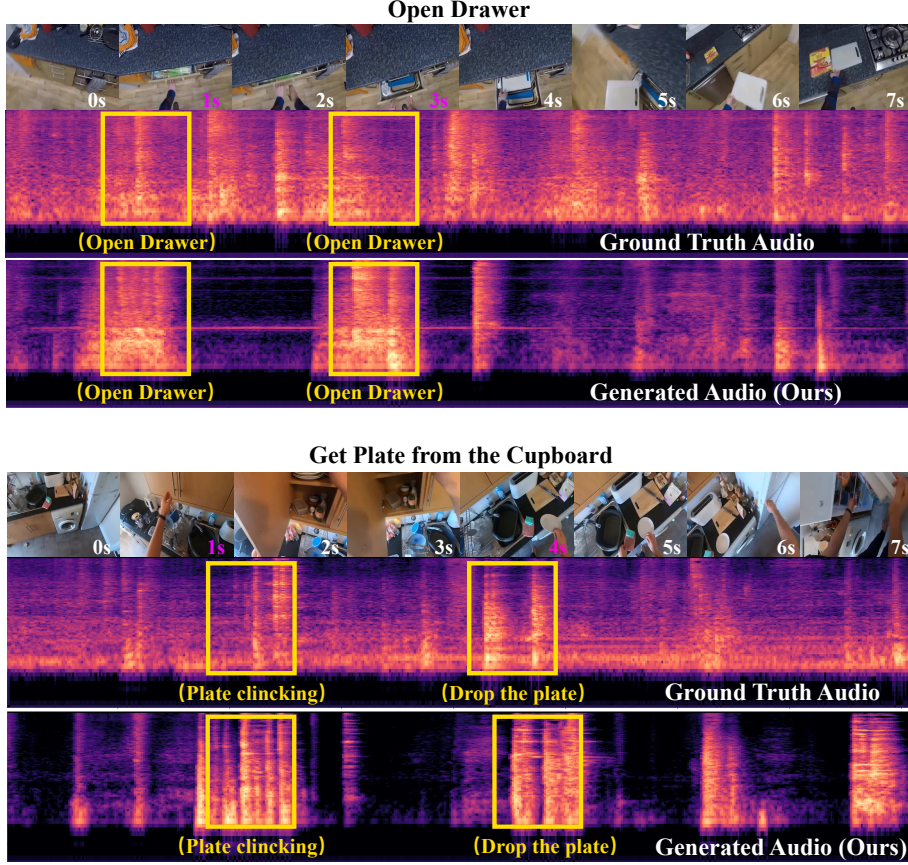 Open Drawer
0s 1s 2s 3s 4s 5s 6s 7s
(Open Drawer) (Open Drawer) Ground Truth Audio
(Open Drawer) (Open Drawer) Generated Audio (Ours)
Get Plate from the Cupboard
0s 1s 2s 3s 4s 5s 6s 7s
(Plate clincking) (Drop the plate) Ground Truth Audio
(Plate clincking) (Drop the plate) Generated Audio (Ours)